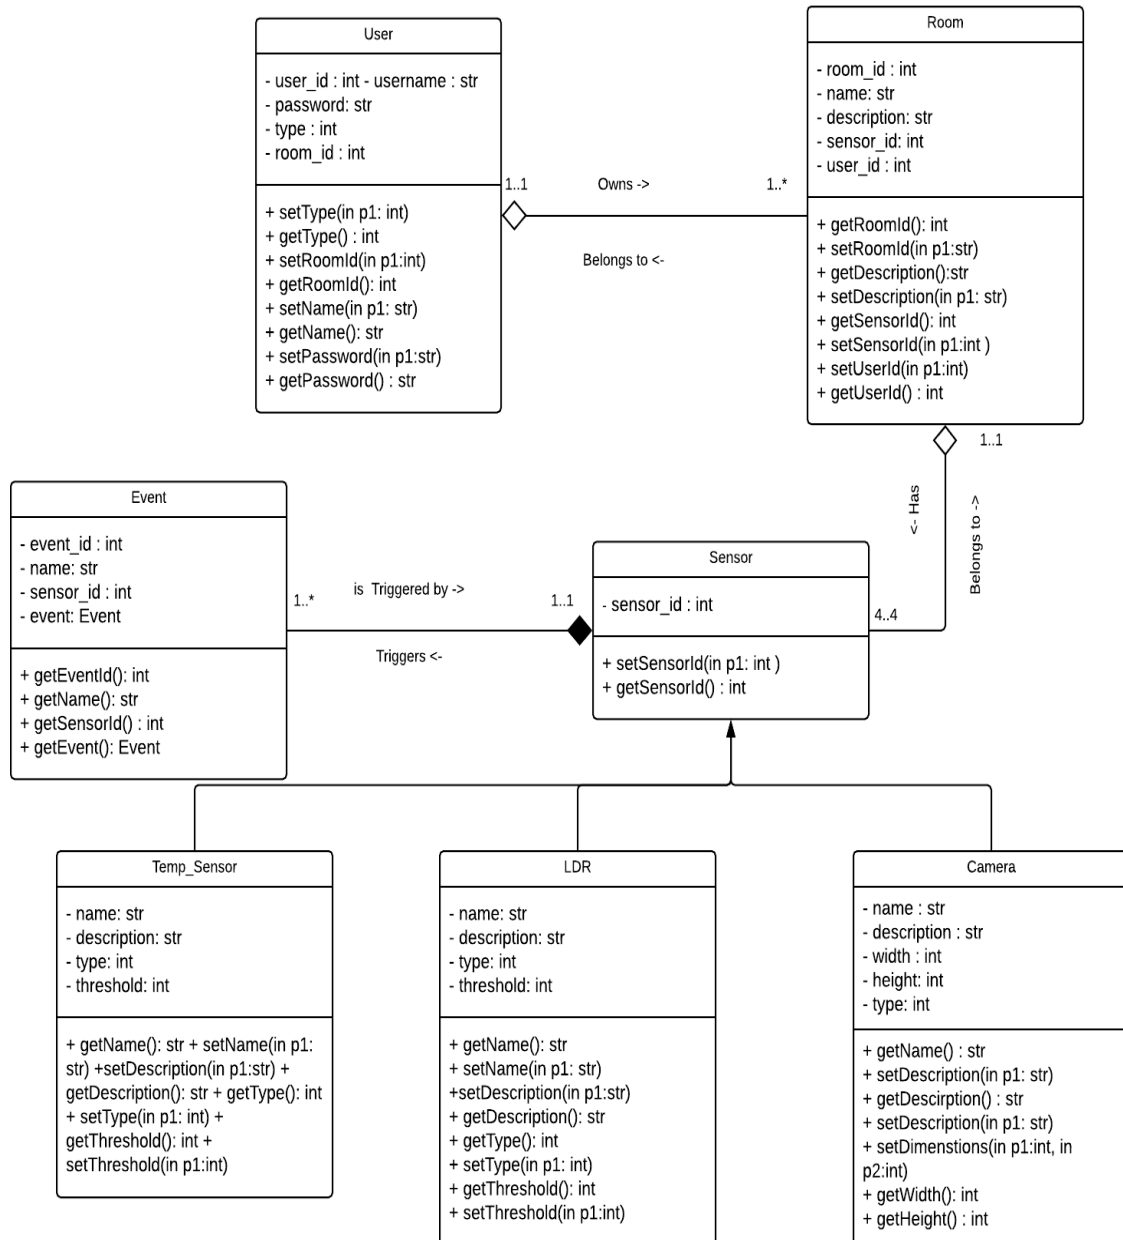 User
- user_id : int - username : str
- password: str
- type : int
- room_id : int
+ setType(in p1: int)
+ getType() : int
+ setRoomId(in p1:int)
+ getRoomId(): int
+ setName(in p1: str)
+ getName(): str
+ setPassword(in p1:str)
+ getPassword() : str
1..1
Owns ->
1..*
Belongs to <-
Room
- room_id : int
- name: str
- description: str
- sensor_id: int
- user_id : int
+ getRoomId(): int
+ setRoomId(in p1:str)
+ getDescription():str
+ setDescription(in p1: str)
+ getSensorId(): int
+ setSensorId(in p1:int )
+ setUserId(in p1:int)
+ getUserId() : int
1..1
<- Has
Belongs to ->
4..4
Event
- event_id : int
- name: str
- sensor_id : int
- event: Event
+ getEventId(): int
+ getName(): str
+ getSensorId() : int
+ getEvent(): Event
1..*
is Triggered by ->
1..1
Triggers <-
Sensor
- sensor_id : int
+ setSensorId(in p1: int )
+ getSensorId() : int
Temp_Sensor
- name: str
- description: str
- type: int
- threshold: int
+ getName(): str + setName(in p1:
str) +setDescription(in p1:str) +
getDescription(): str + getType(): int
+ setType(in p1: int) +
getThreshold(): int +
setThreshold(in p1:int)
LDR
- name: str
- description: str
- type: int
- threshold: int
+ getName(): str
+ setName(in p1: str)
+setDescription(in p1:str)
+ getDescription(): str
+ getType(): int
+ setType(in p1: int)
+ getThreshold(): int
+ setThreshold(in p1:int)
Camera
- name : str
- description : str
- width : int
- height: int
- type: int
+ getName() : str
+ setDescription(in p1: str)
+ getDescirption() : str
+ setDescription(in p1: str)
+ setDimenstions(in p1:int, in
p2:int)
+ getWidth(): int
+ getHeight() : int